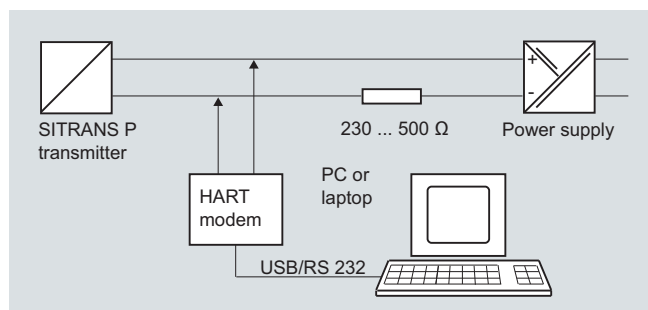 +
-
SITRANS P
transmitter
230 ... 500 Ω
Power supply
HART
modem
PC or
laptop
USB/RS 232